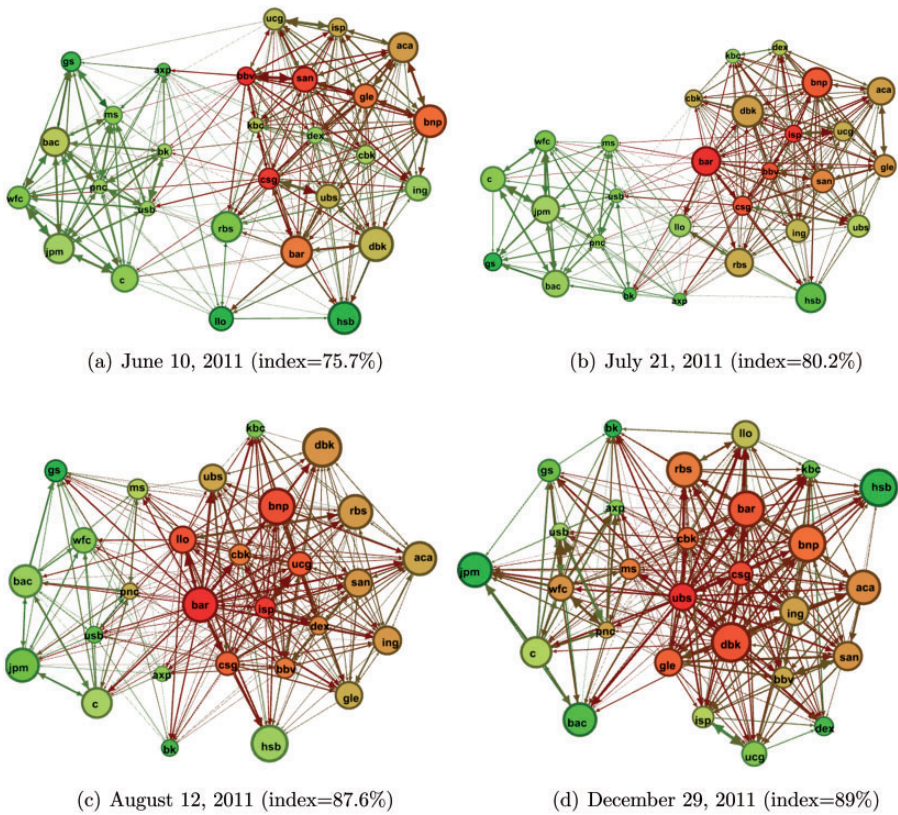 ucg
isp
aca
gs
axp
bbv
san
gle
bnp
ms
kbc
dex
cbk
bac
bk
pnc
csg
ing
wfc
usb
ubs
rbs
jpm
c
bar
dbk
llo
hsb
(a) June 10, 2011 (index=75.7%)
kbc
dex
bnp
aca
cbk
dbk
isp
ucg
wfc
ms
bar
bbv
gle
c
usb
san
jpm
csg
llo
ing
ubs
pnc
gs
rbs
bac
bk
axp
hsb
(b) July 21, 2011 (index=80.2%)
kbc
dbk
gs
ms
ubs
bnp
rbs
wfc
llo
cbk
ucg
aca
bac
pnc
san
bar
isp
usb
dex
ing
jpm
axp
csg
bbv
c
gle
bk
hsb
(c) August 12, 2011 (index=87.6%)
bk
llo
gs
rbs
kbc
hsb
axp
bar
usb
cbk
bnp
jpm
ms
csg
wfc
ubs
aca
ing
pnc
dbk
c
gle
san
bbv
bac
isp
dex
ucg
(d) December 29, 2011 (index=89%)